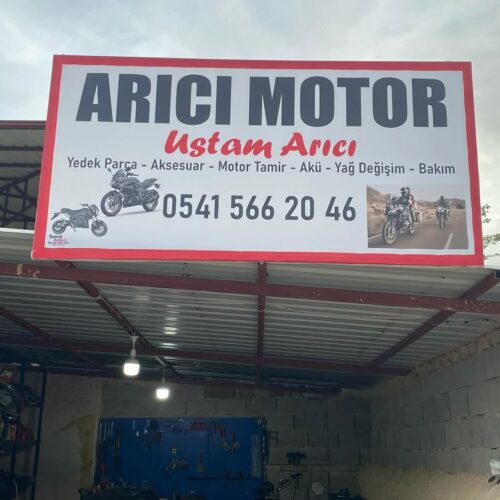 ARICI MOTOR
Ustam Arıcı
Yedek Parça - Aksesuar - Motor Tamir - Akü - Yağ Değişim - Bakım
0541 566 20 46